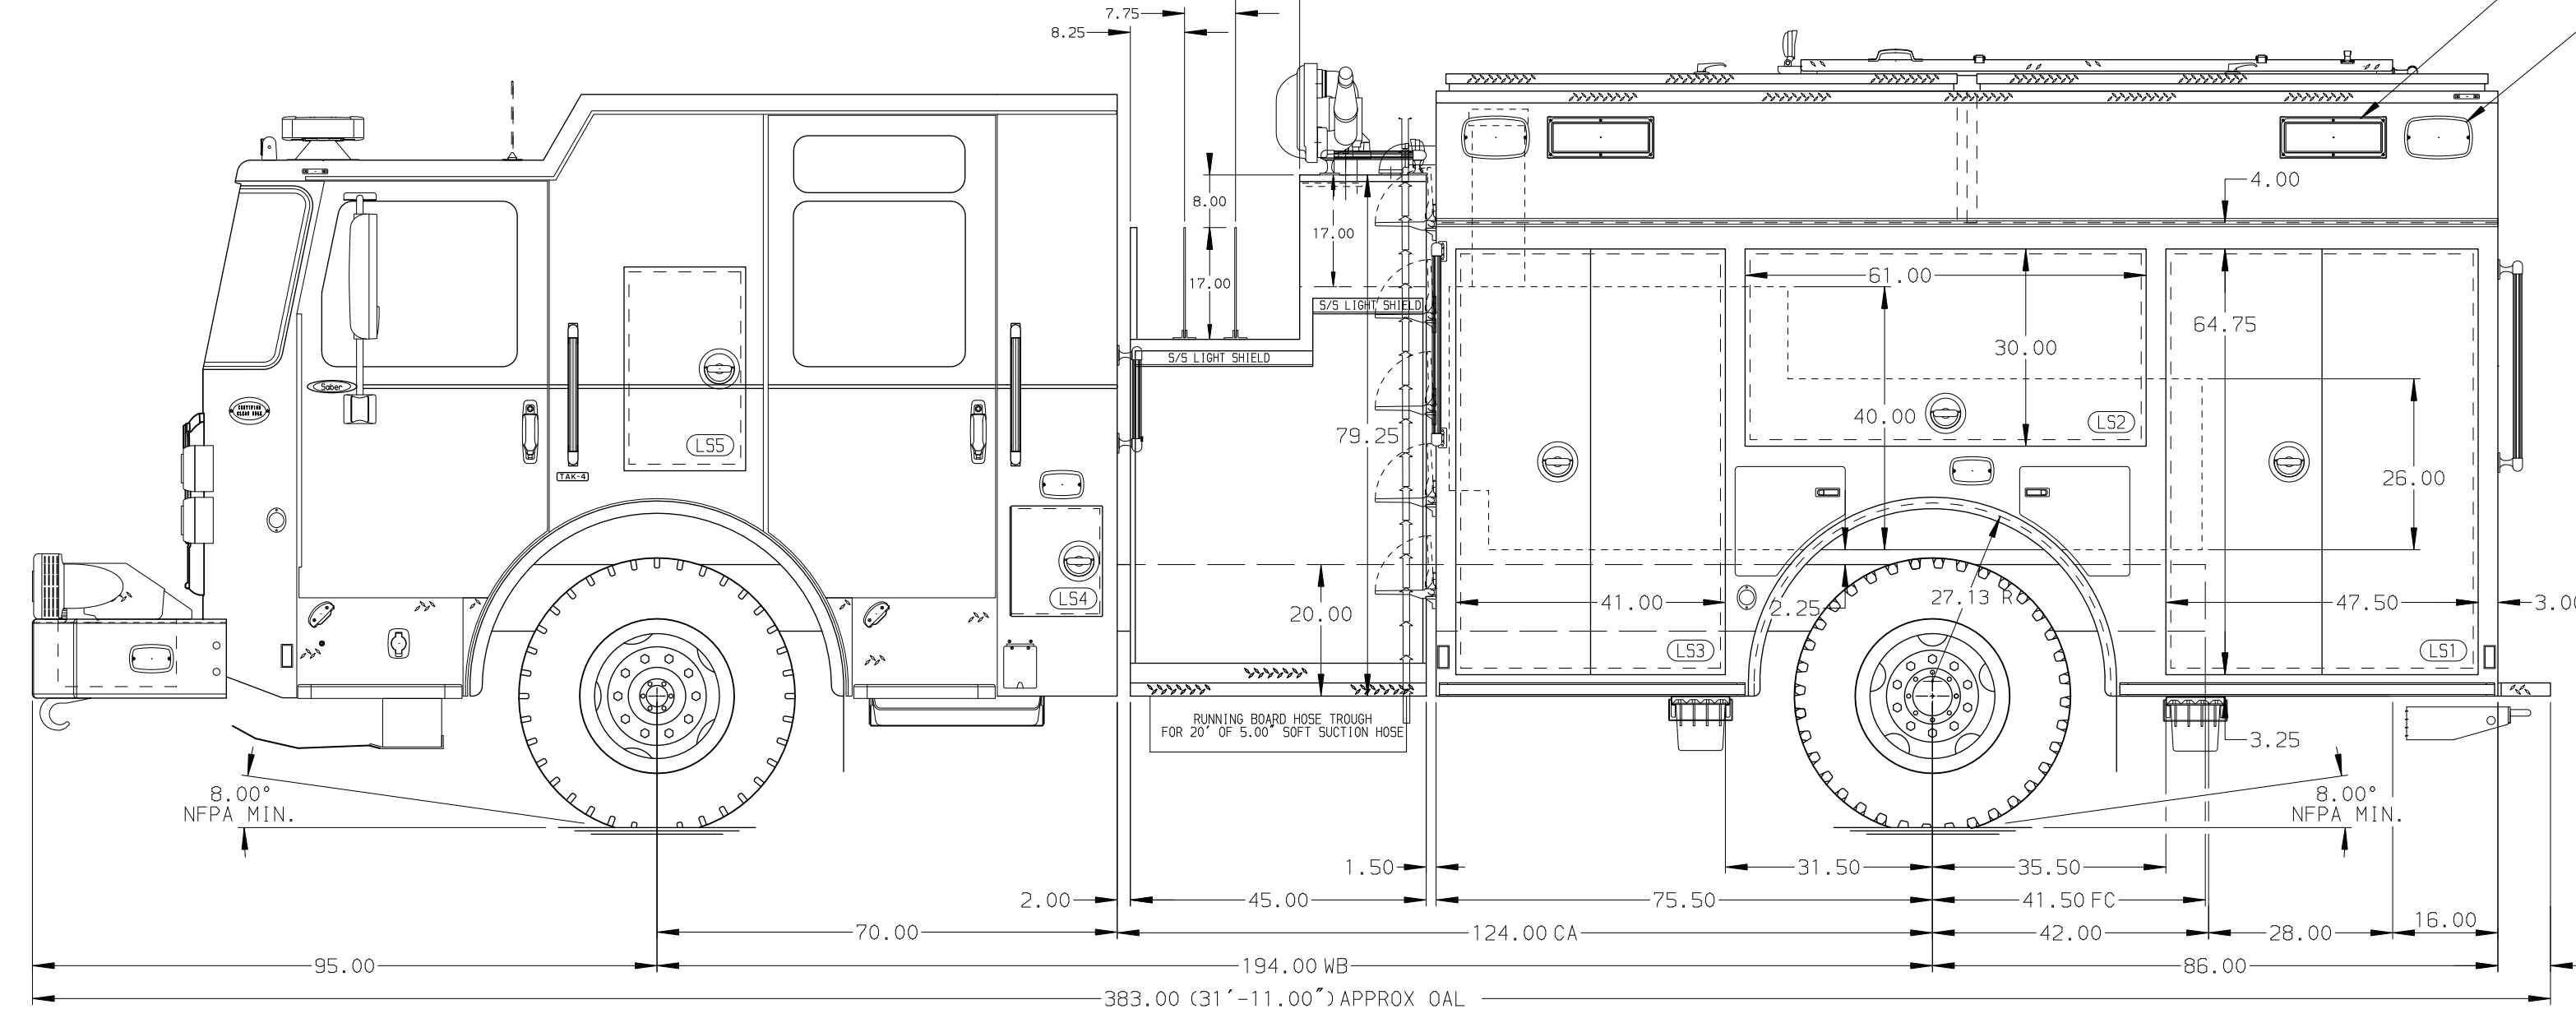 7.75
8.25
4.00
8.00
17.00
17.00
61.00
S/S LIGHT SHIELD
64.75
30.00
S/S LIGHT SHIELD
Saber
CERTIFIED
40.00
LS2
79.25
LS5
TAK-4
26.00
LS4
41.00
2.25
27.13 R
47.50
3.00
20.00
LS3
LS1
RUNNING BOARD HOSE TROUGH
FOR 20' OF 5.00" SOFT SUCTION HOSE
3.25
8.00°
NFPA MIN.
8.00°
NFPA MIN.
1.50
31.50
35.50
2.00
45.00
75.50
41.50 FC
16.00
70.00
124.00 CA
42.00
28.00
95.00
194.00 WB
86.00
383.00 (31'-11.00") APPROX OAL